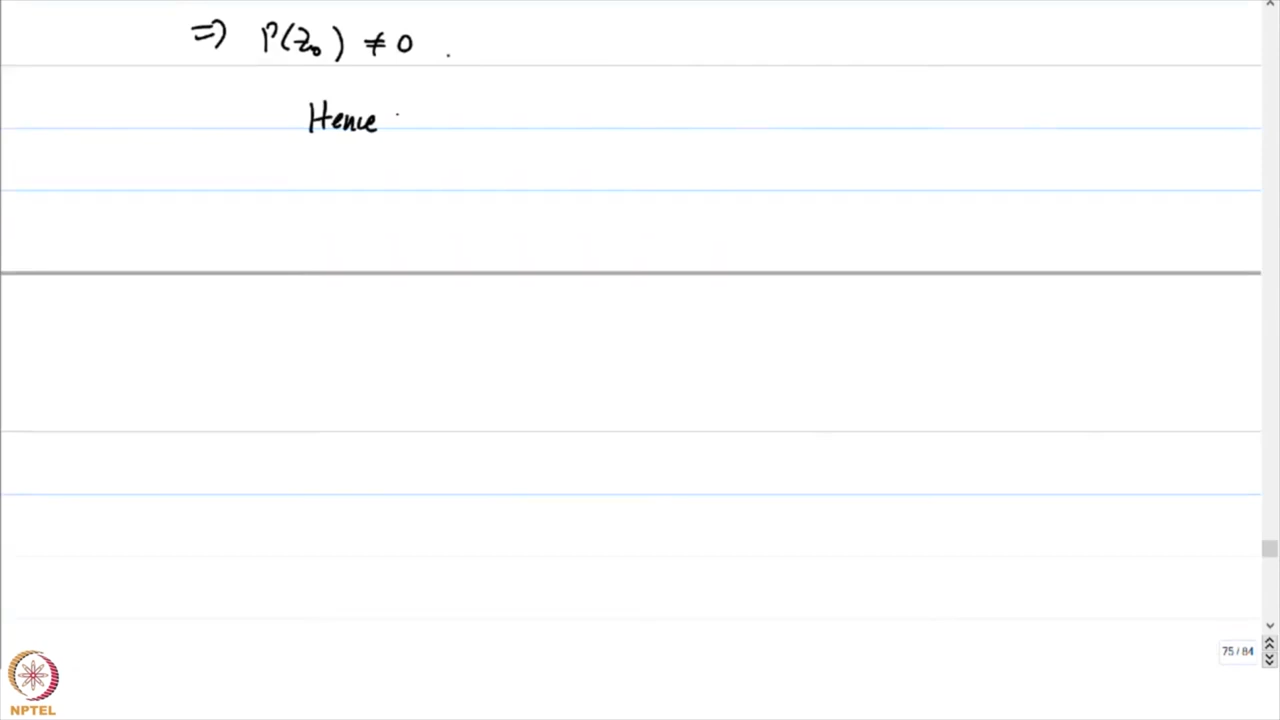 ⇒ P(z₀) ≠ 0 .
Hence
75 / 84
NPTEL